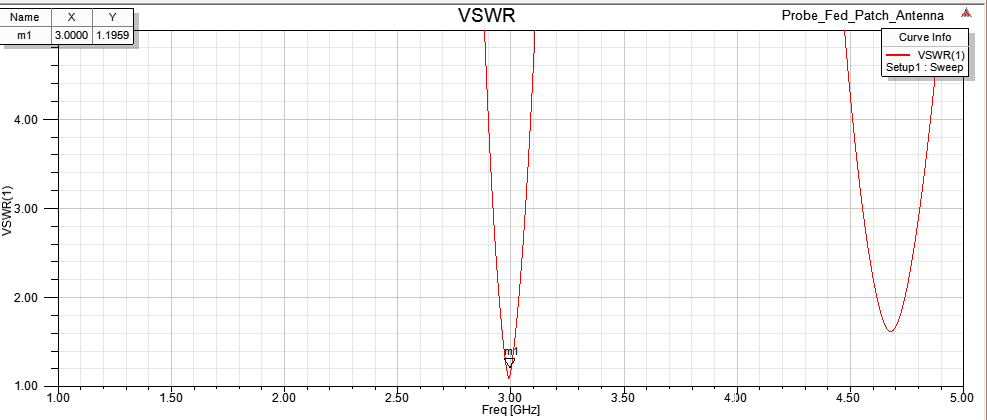 VSWR
Probe_Fed_Patch_Antenna
Name X Y
m1 3.0000 1.1959
Curve Info
VSWR(1)
Setup1 : Sweep
4.00
3.00
2.00
1.00
VSWR(1)
m1
1.00 1.50 2.00 2.50 3.00 3.50 4.00 4.50 5.00
Freq [GHz]